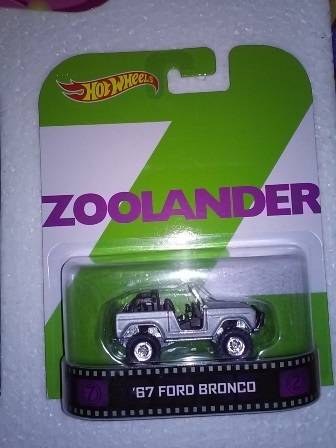 HOT WHEELS
ZOOLANDER
'67 FORD BRONCO